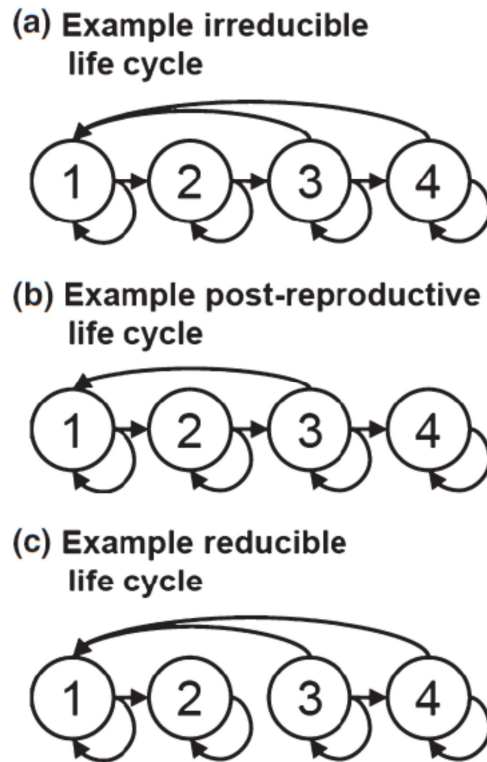 (a) Example irreducible
life cycle
1 2 3 4
(b) Example post-reproductive
life cycle
1 2 3 4
(c) Example reducible
life cycle
1 2 3 4